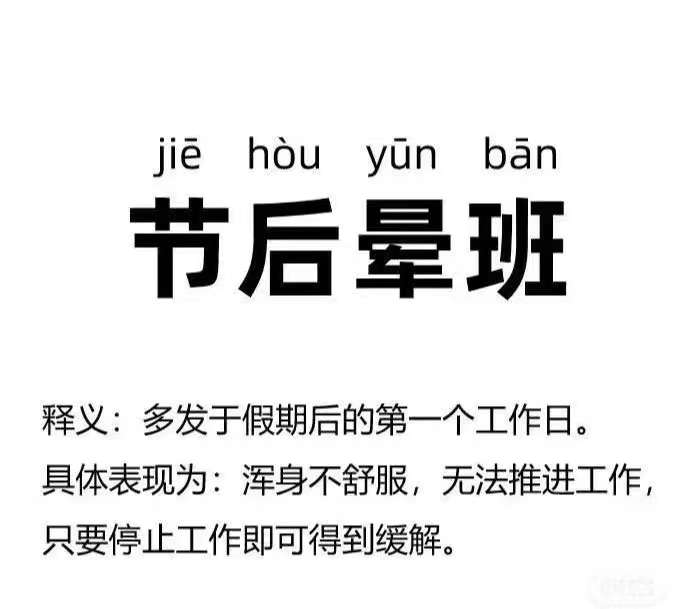 jiē hòu yūn bān
节后晕班
释义：多发于假期后的第一个工作日。
具体表现为：浑身不舒服，无法推进工作，
只要停止工作即可得到缓解。